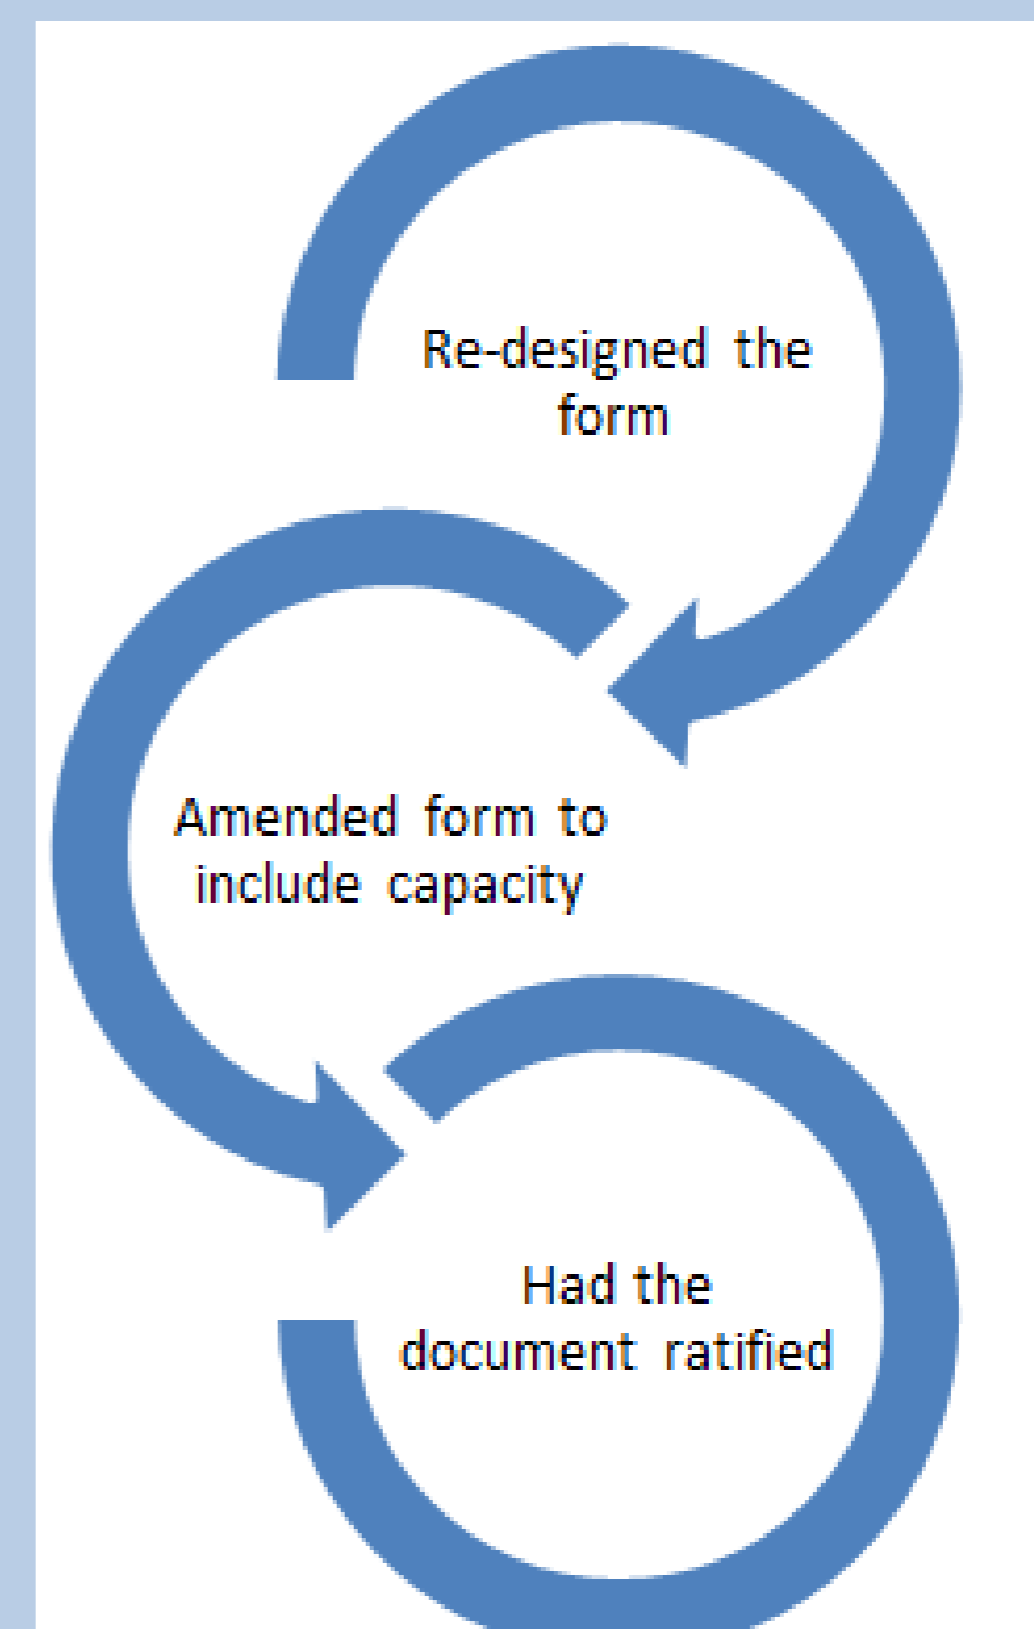 Re-designed the
form
Amended form to
include capacity
Had the
document ratified